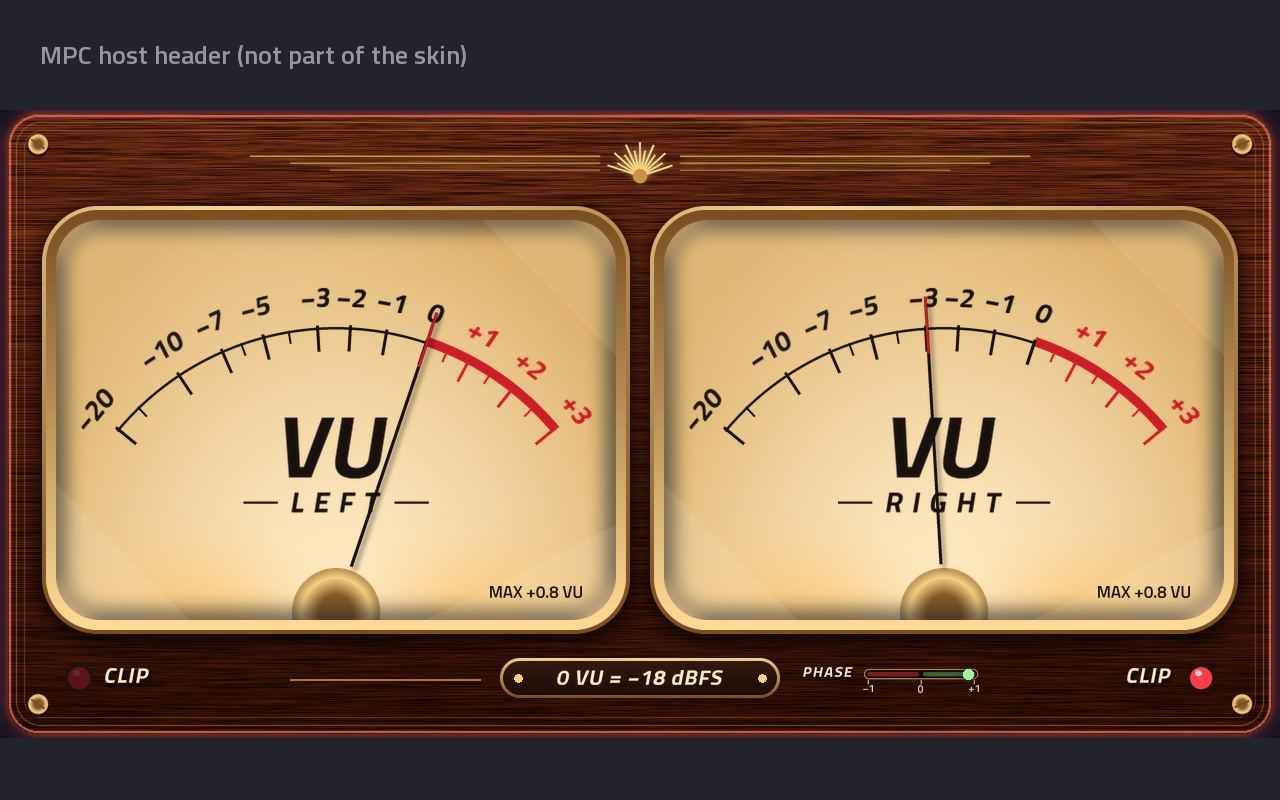 MPC host header (not part of the skin)
−20 −10 −7 −5 −3 −2 −1 0 +1 +2 +3
VU
LEFT
MAX +0.8 VU
−20 −10 −7 −5 −3 −2 −1 0 +1 +2 +3
VU
RIGHT
MAX +0.8 VU
CLIP
0 VU = −18 dBFS
PHASE
−1 0 +1
CLIP